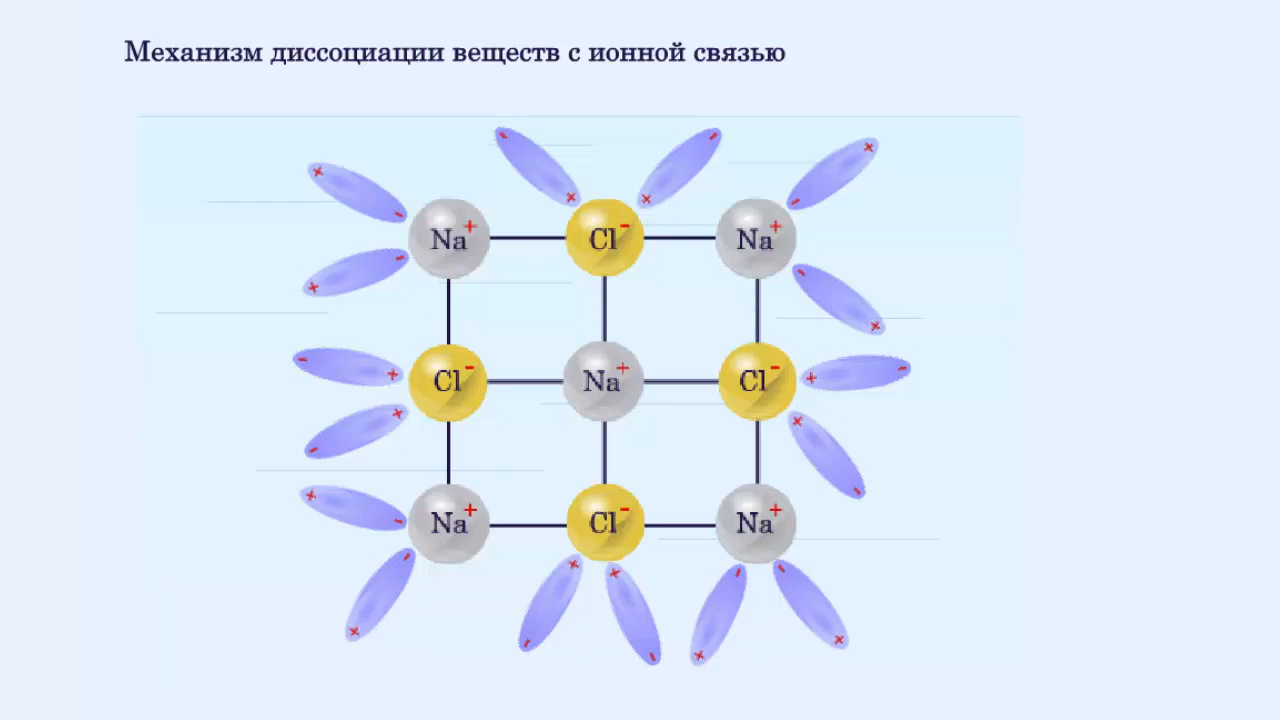 Механизм диссоциации веществ с ионной связью
Na+ Cl- Na+
Cl- Na+ Cl-
Na+ Cl- Na+